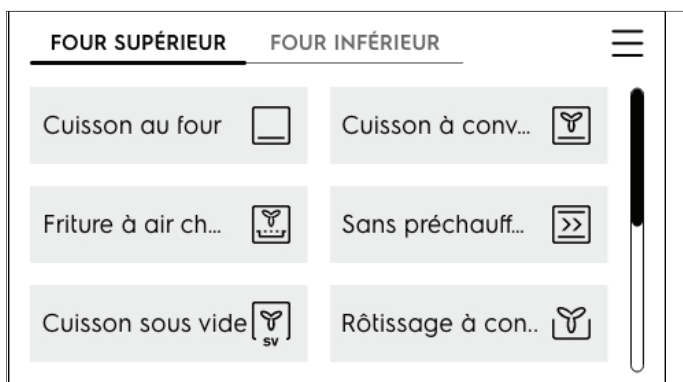 FOUR SUPÉRIEUR FOUR INFÉRIEUR
Cuisson au four Cuisson à conv...
Friture à air ch... Sans préchauff...
Cuisson sous vide SV Rôtissage à con..